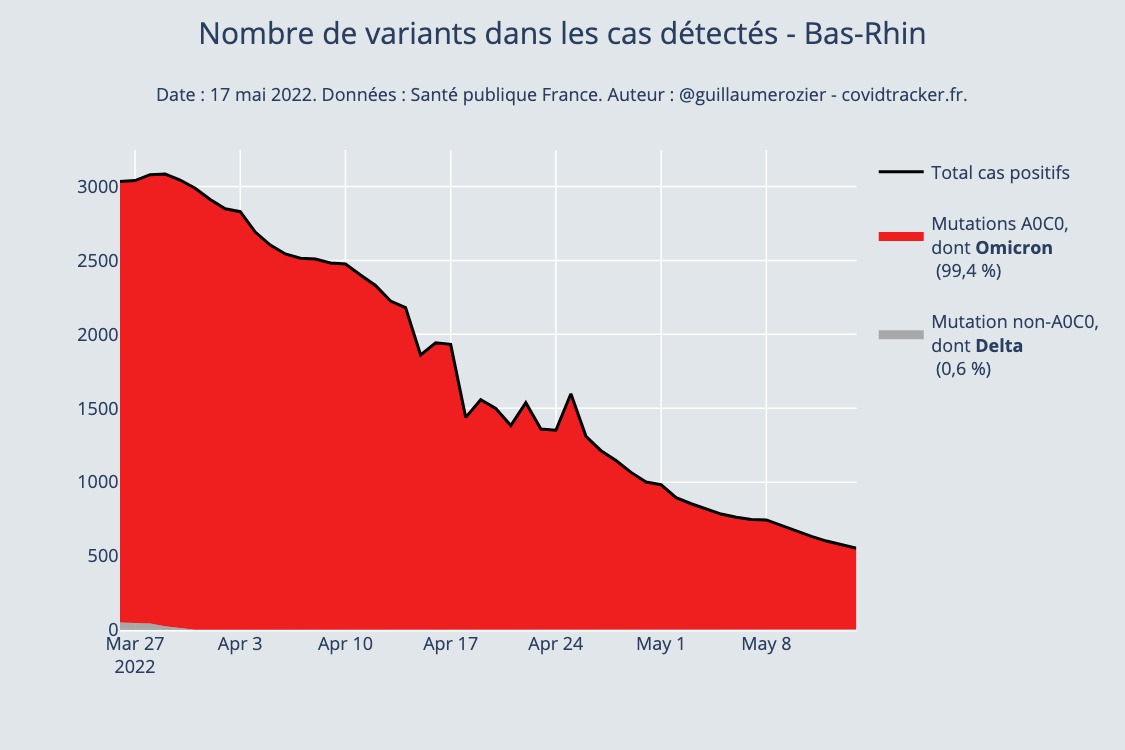 Nombre de variants dans les cas détectés - Bas-Rhin
Date : 17 mai 2022. Données : Santé publique France. Auteur : @guillaumerozier - covidtracker.fr.
3000
2500
2000
1500
1000
500
0
Mar 27
2022
Apr 3
Apr 10
Apr 17
Apr 24
May 1
May 8
Total cas positifs
Mutations A0C0,
dont Omicron
(99,4 %)
Mutation non-A0C0,
dont Delta
(0,6 %)